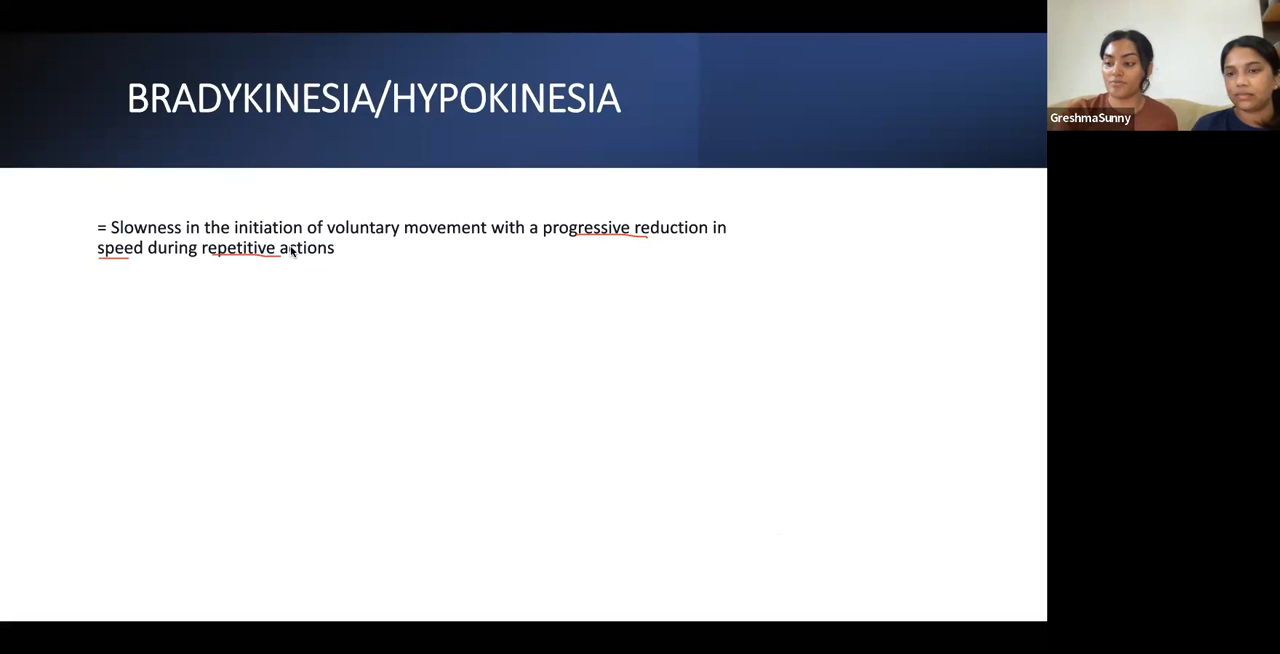 BRADYKINESIA/HYPOKINESIA
= Slowness in the initiation of voluntary movement with a progressive reduction in
speed during repetitive actions
GreshmaSunny